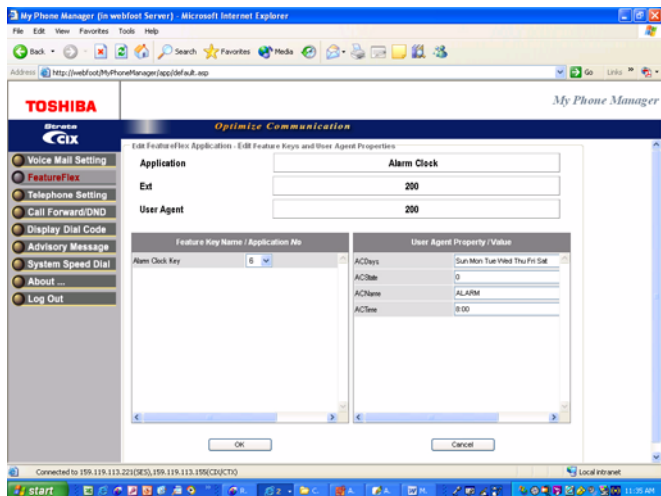 My Phone Manager (in webfoot Server) - Microsoft Internet Explorer
File Edit View Favorites Tools Help
Back Search Favorites Media
Address http://webfoot/MyPhoneManager/app/default.asp Go Links »
TOSHIBA
My Phone Manager
Strata
CIX
Optimize Communication
Voice Mail Setting
FeatureFlex
Telephone Setting
Call Forward/DND
Display Dial Code
Advisory Message
System Speed Dial
About ...
Log Out
Edit FeatureFlex Application - Edit Feature Keys and User Agent Properties
Application Alarm Clock
Ext 200
User Agent 200
Feature Key Name / Application No
Alarm Clock Key 6
User Agent Property / Value
ACDays Sun Mon Tue Wed Thu Fri Sat
ACState 0
ACName ALARM
ACTime 8:00
OK Cancel
Connected to 159.119.113.221(SES),159.119.113.155(CIX/CTX) Local intranet
start 11:35 AM